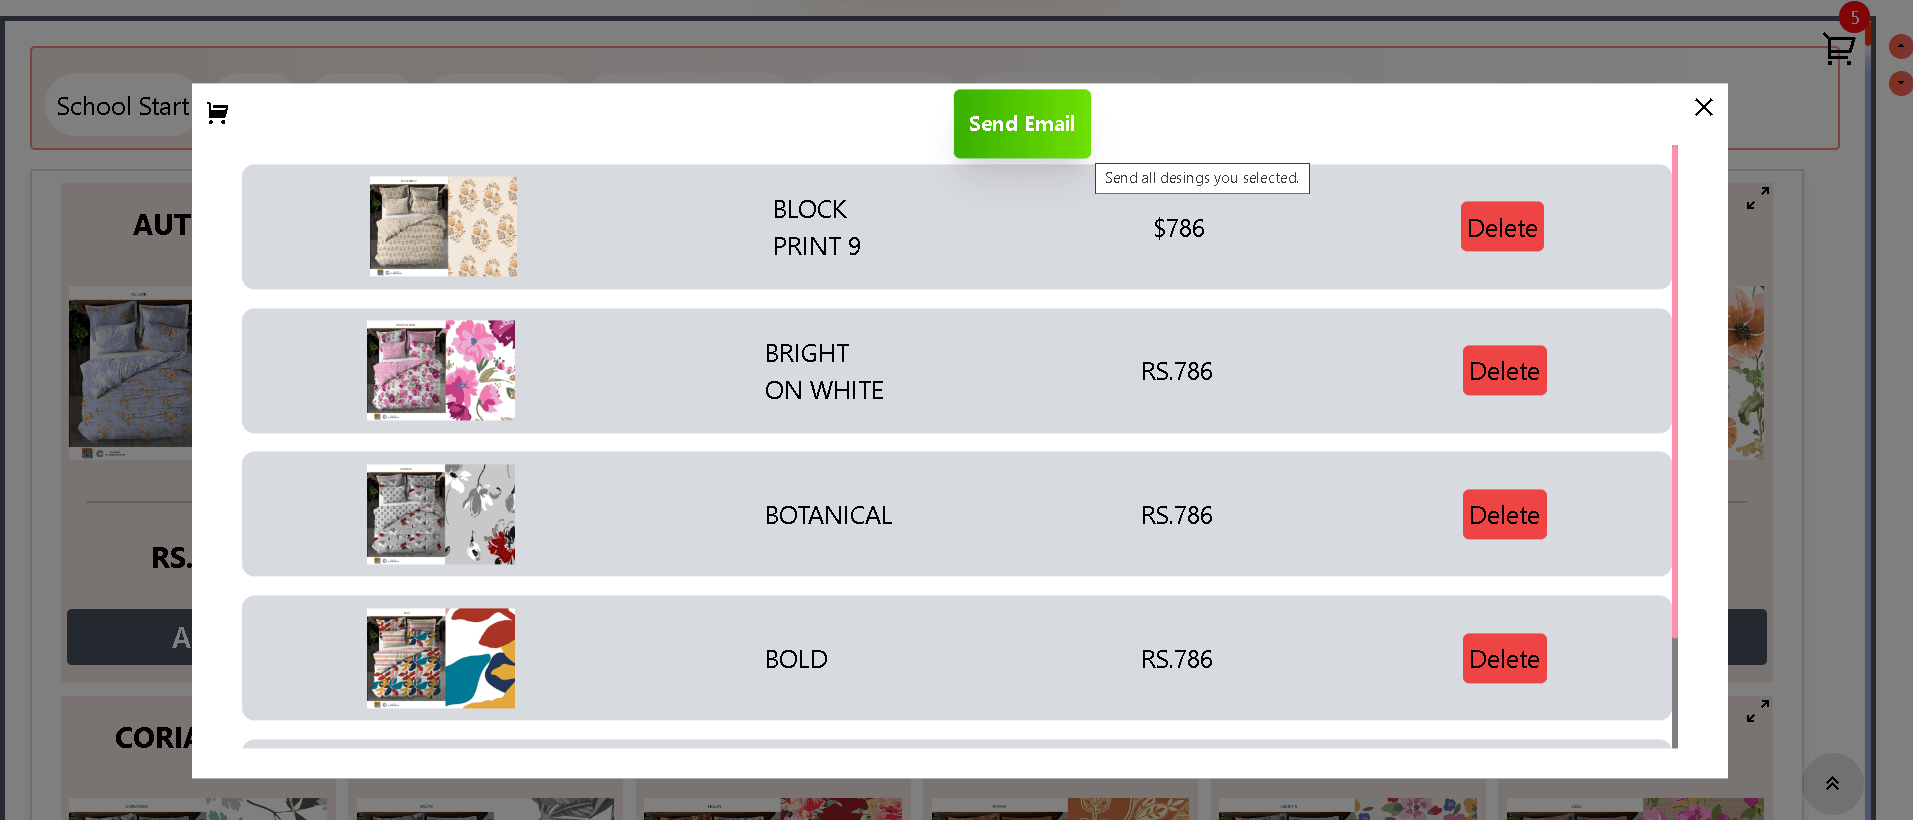 5
School Start
Send Email
Send all desings you selected.
BLOCK
PRINT 9
$786
Delete
BRIGHT
ON WHITE
RS.786
Delete
BOTANICAL
RS.786
Delete
BOLD
RS.786
Delete
AUT
RS.
A
CORIA